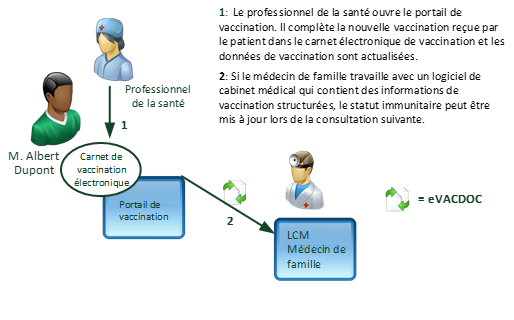 1: Le professionnel de la santé ouvre le portail de
vaccination. Il complète la nouvelle vaccination reçue par
le patient dans le carnet électronique de vaccination et les
données de vaccination sont actualisées.
2: Si le médecin de famille travaille avec un logiciel de
cabinet médical qui contient des informations de
vaccination structurées, le statut immunitaire peut être
mis à jour lors de la consultation suivante.
Professionnel
de la santé
1
M. Albert
Dupont
Carnet de
vaccination
électronique
Portail de
vaccination
2
LCM
Médecin de
famille
= eVACDOC